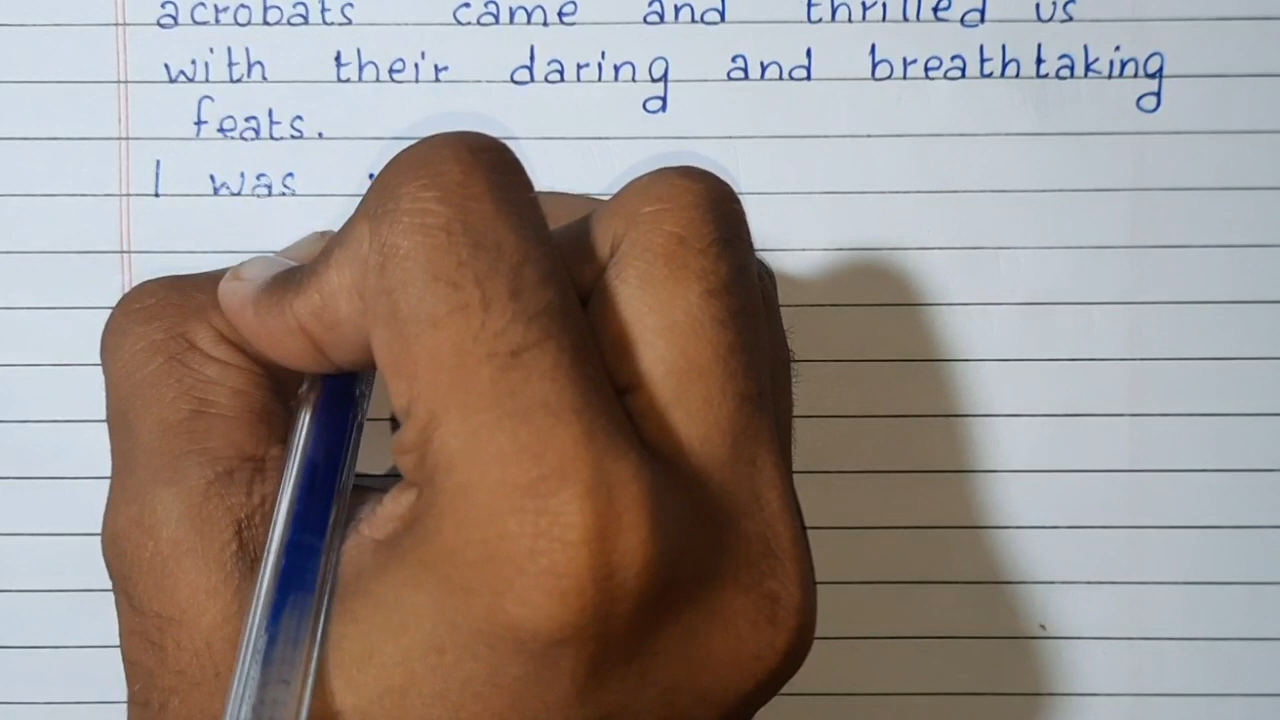 acrobats came and thrilled us
with their daring and breathtaking
feats.
I was